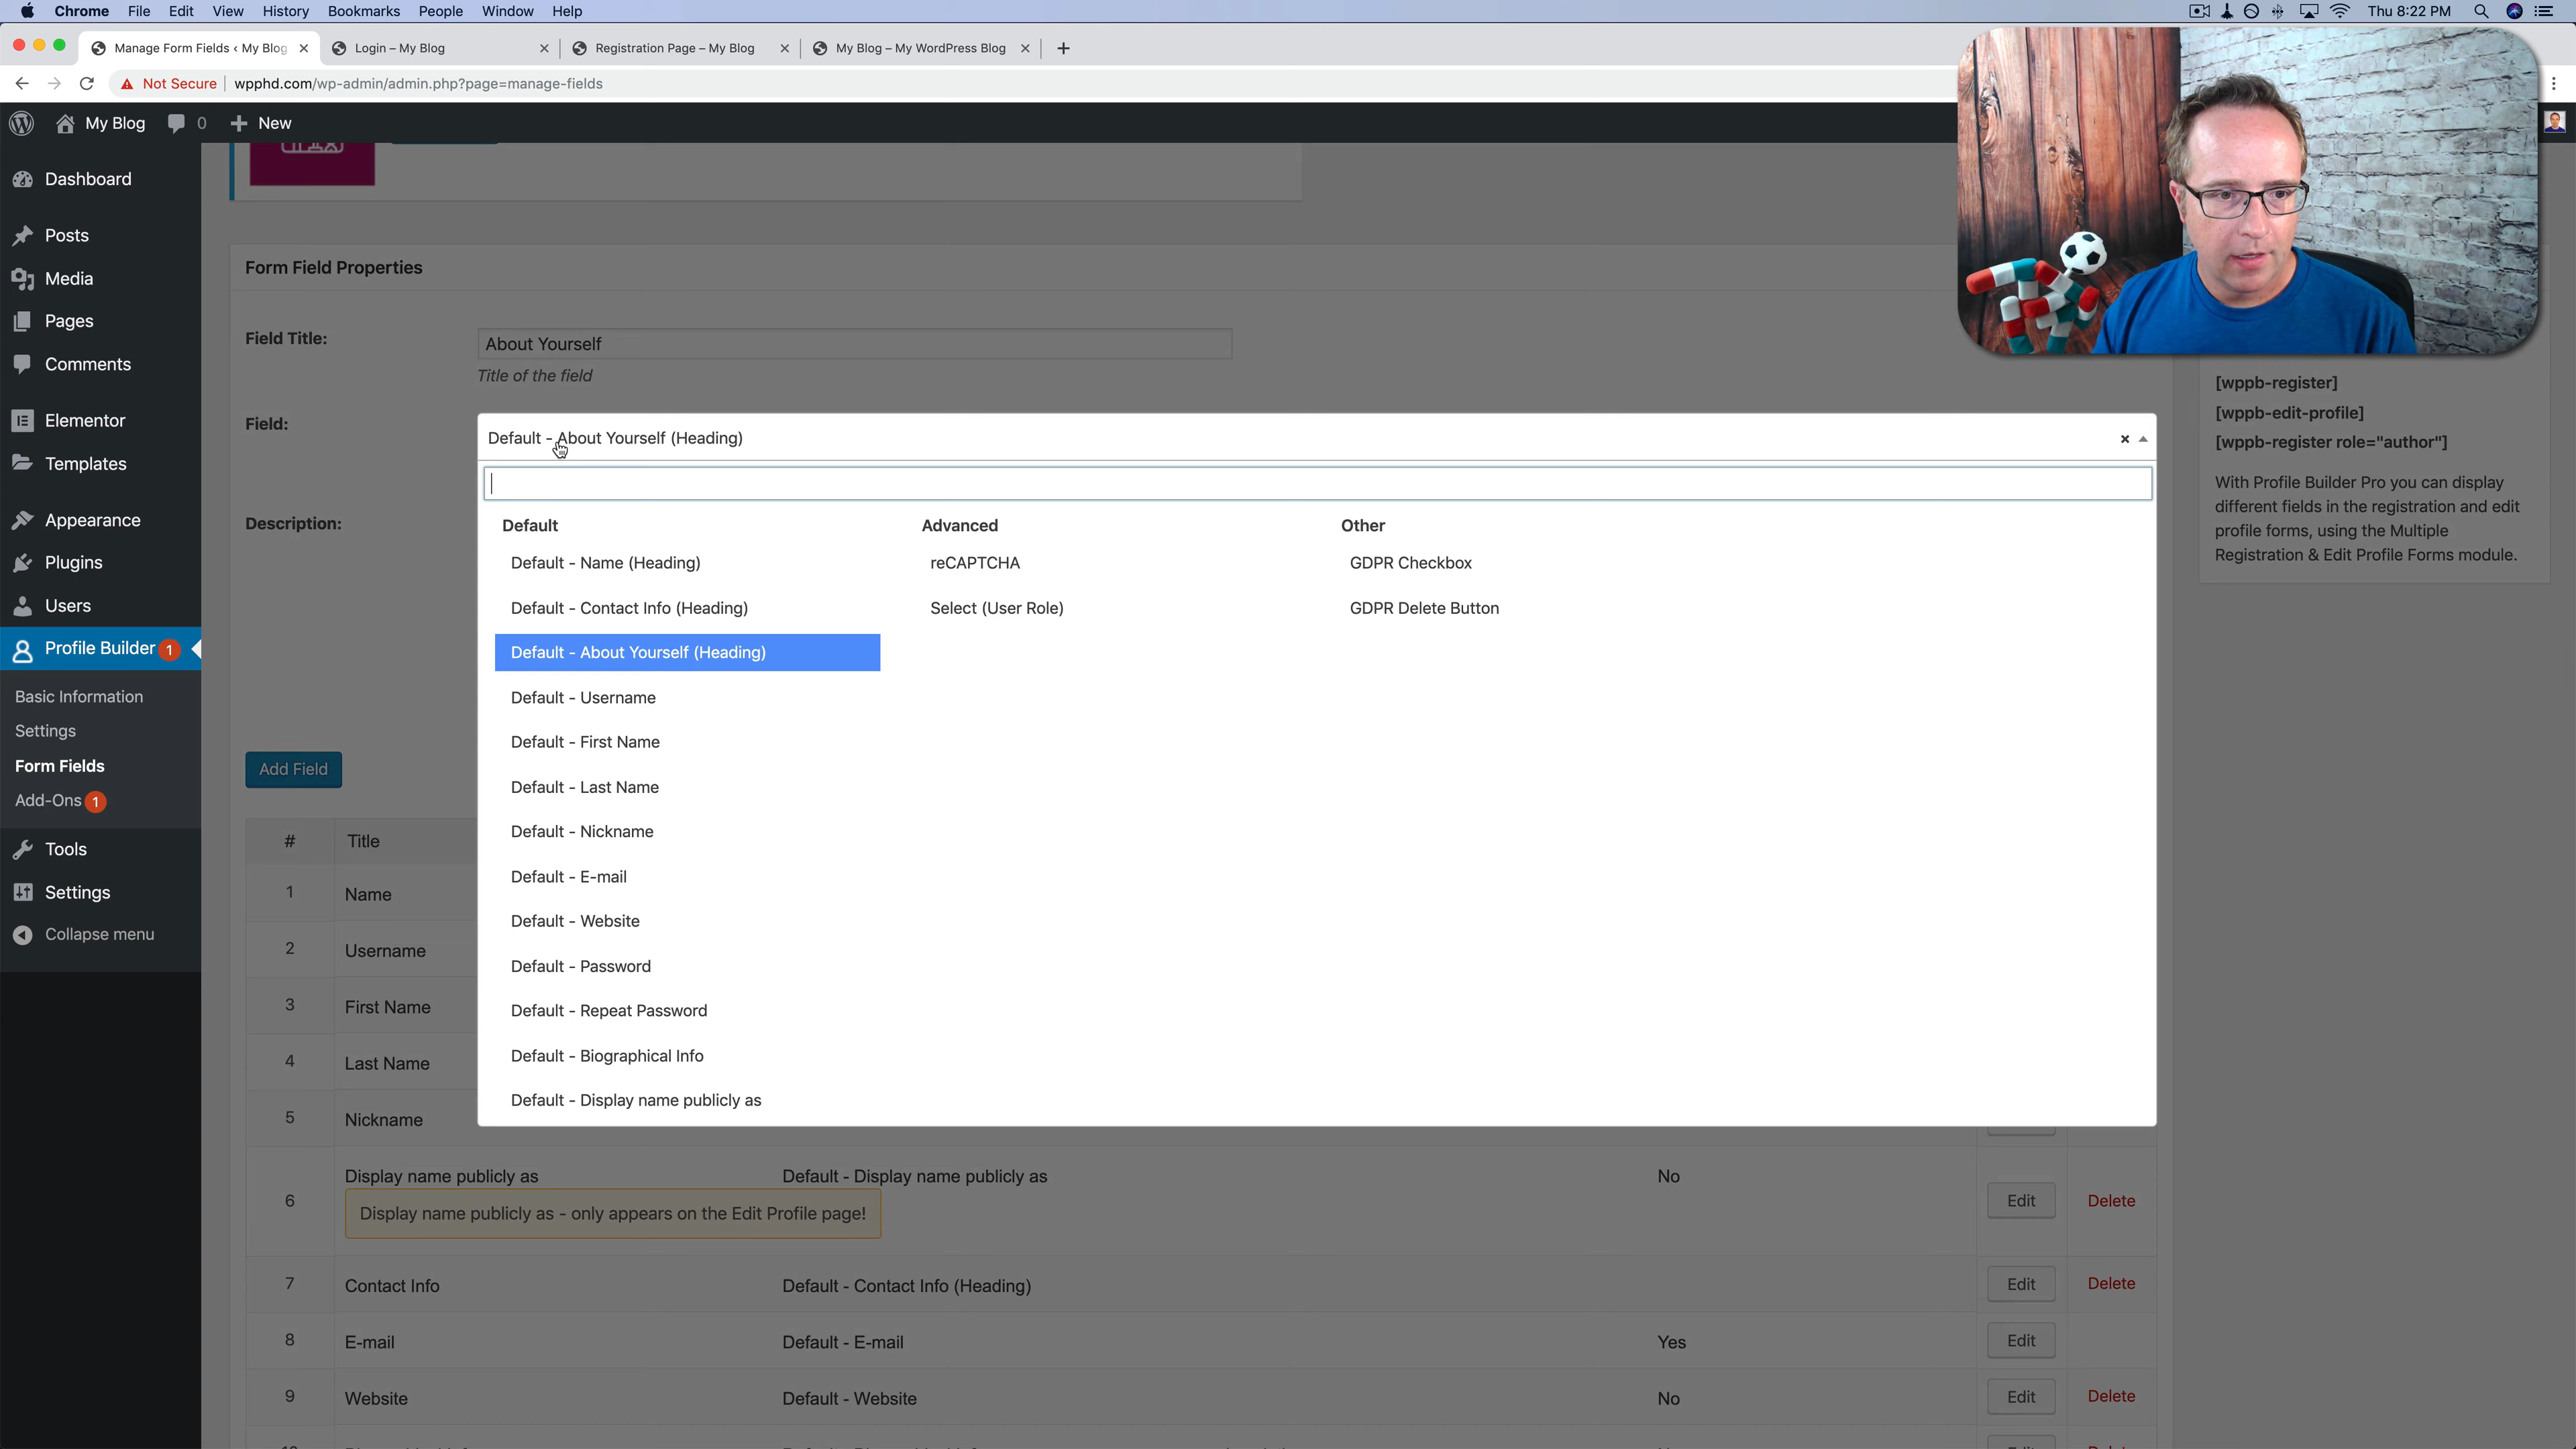 Chrome File Edit View History Bookmarks People Window Help
Thu 8:22 PM
Manage Form Fields ‹ My Blog
Login – My Blog
Registration Page – My Blog
My Blog – My WordPress Blog
Not Secure
wpphd.com/wp-admin/admin.php?page=manage-fields
My Blog
0
New
Dashboard
Posts
Media
Pages
Comments
Elementor
Templates
Appearance
Plugins
Users
Profile Builder 1
Basic Information
Settings
Form Fields
Add-Ons 1
Tools
Settings
Collapse menu
Form Field Properties
Field Title:
About Yourself
Title of the field
Field:
Default - About Yourself (Heading)
Default
Default - Name (Heading)
Default - Contact Info (Heading)
Default - About Yourself (Heading)
Default - Username
Default - First Name
Default - Last Name
Default - Nickname
Default - E-mail
Default - Website
Default - Password
Default - Repeat Password
Default - Biographical Info
Default - Display name publicly as
Advanced
reCAPTCHA
Select (User Role)
Other
GDPR Checkbox
GDPR Delete Button
Description:
Add Field
# Title
1 Name
2 Username
3 First Name
4 Last Name
5 Nickname
6 Display name publicly as Default - Display name publicly as No Edit Delete
Display name publicly as - only appears on the Edit Profile page!
7 Contact Info Default - Contact Info (Heading) Edit Delete
8 E-mail Default - E-mail Yes Edit
9 Website Default - Website No Edit Delete
[wppb-register]
[wppb-edit-profile]
[wppb-register role="author"]
With Profile Builder Pro you can display
different fields in the registration and edit
profile forms, using the Multiple
Registration & Edit Profile Forms module.